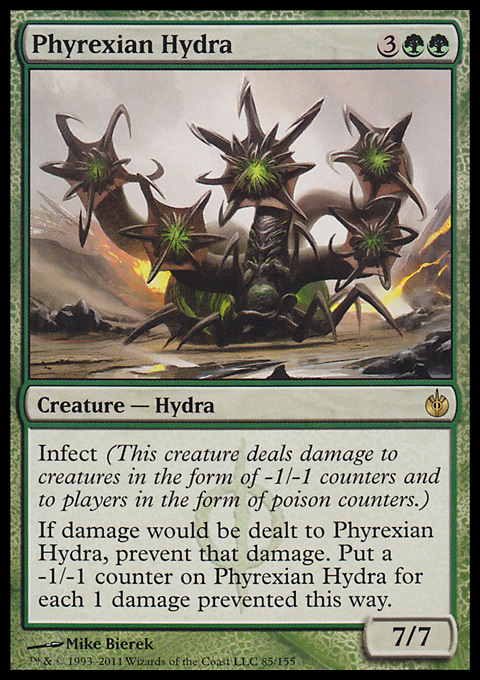 Phyrexian Hydra 3
Creature — Hydra
Infect (This creature deals damage to
creatures in the form of -1/-1 counters and
to players in the form of poison counters.)
If damage would be dealt to Phyrexian
Hydra, prevent that damage. Put a
-1/-1 counter on Phyrexian Hydra for
each 1 damage prevented this way.
7/7
Mike Bierek
™ & © 1993–2011 Wizards of the Coast LLC 85/155